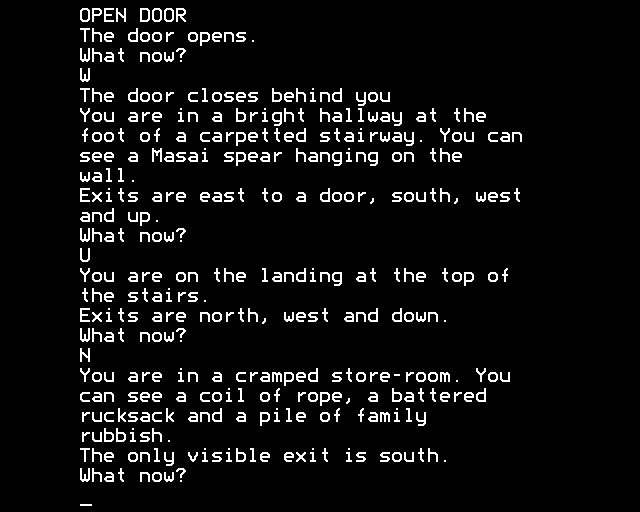 OPEN DOOR
The door opens.
What now?
W
The door closes behind you
You are in a bright hallway at the
foot of a carpetted stairway. You can
see a Masai spear hanging on the
wall.
Exits are east to a door, south, west
and up.
What now?
U
You are on the landing at the top of
the stairs.
Exits are north, west and down.
What now?
N
You are in a cramped store-room. You
can see a coil of rope, a battered
rucksack and a pile of family
rubbish.
The only visible exit is south.
What now?
_